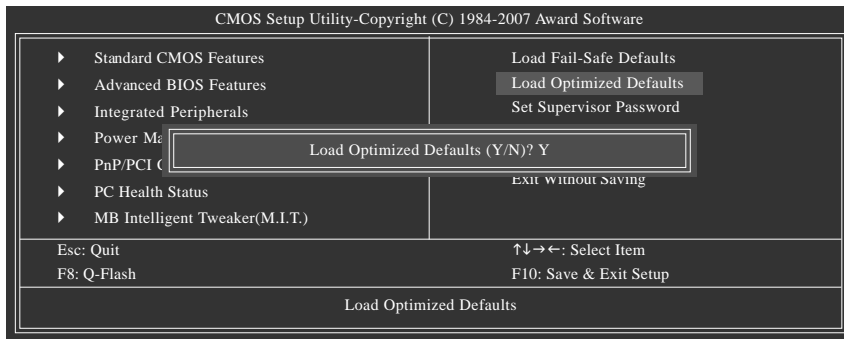 CMOS Setup Utility-Copyright (C) 1984-2007 Award Software
Standard CMOS Features
Advanced BIOS Features
Integrated Peripherals
Power Ma
PnP/PCI
PC Health Status
MB Intelligent Tweaker(M.I.T.)
Load Fail-Safe Defaults
Load Optimized Defaults
Set Supervisor Password
Exit Without Saving
Load Optimized Defaults (Y/N)? Y
Esc: Quit
↑↓→←: Select Item
F8: Q-Flash
F10: Save & Exit Setup
Load Optimized Defaults